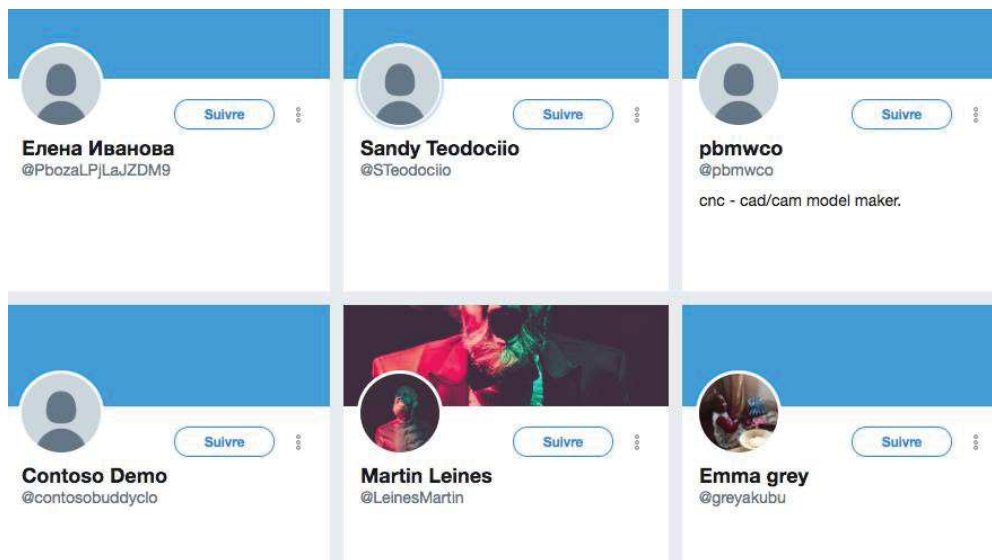 Suivre
Елена Иванова
@PbozaLPjLaJZDM9
Suivre
Sandy Teodociio
@STeodociio
Suivre
pbmwco
@pbmwco
cnc - cad/cam model maker.
Suivre
Contoso Demo
@contosobuddyclo
Suivre
Martin Leines
@LeinesMartin
Suivre
Emma grey
@greyakubu